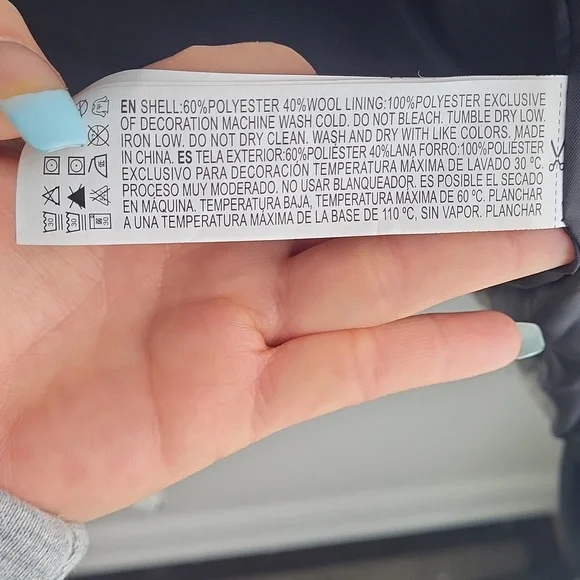 EN SHELL:60%POLYESTER 40%WOOL LINING:100%POLYESTER EXCLUSIVE
OF DECORATION MACHINE WASH COLD. DO NOT BLEACH. TUMBLE DRY LOW.
IRON LOW. DO NOT DRY CLEAN. WASH AND DRY WITH LIKE COLORS. MADE
IN CHINA. ES TELA EXTERIOR:60%POLIÉSTER 40%LANA FORRO:100%POLIÉSTER
EXCLUSIVO PARA DECORACIÓN TEMPERATURA MÁXIMA DE LAVADO 30 ºC.
PROCESO MUY MODERADO. NO USAR BLANQUEADOR. ES POSIBLE EL SECADO
EN MÁQUINA, TEMPERATURA BAJA, TEMPERATURA MÁXIMA DE 60 ºC. PLANCHAR
A UNA TEMPERATURA MÁXIMA DE LA BASE DE 110 ºC, SIN VAPOR. PLANCHAR